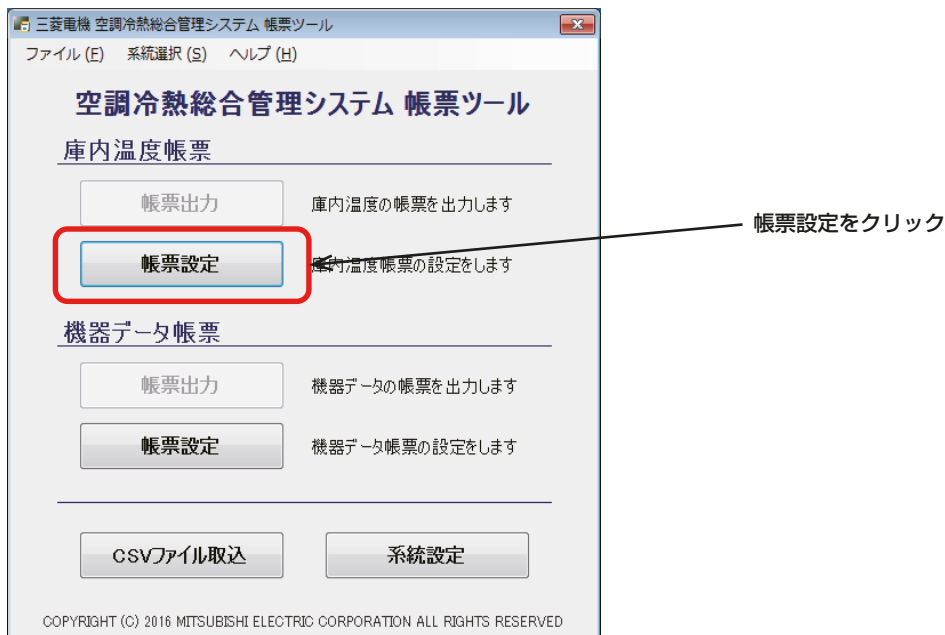 三菱電機 空調冷熱総合管理システム 帳票ツール
ファイル (F) 系統選択 (S) ヘルプ (H)
空調冷熱総合管理システム 帳票ツール
庫内温度帳票
帳票出力 庫内温度の帳票を出力します
帳票設定をクリック
帳票設定 庫内温度帳票の設定をします
機器データ帳票
帳票出力 機器データの帳票を出力します
帳票設定 機器データ帳票の設定をします
CSVファイル取込 系統設定
COPYRIGHT (C) 2016 MITSUBISHI ELECTRIC CORPORATION ALL RIGHTS RESERVED